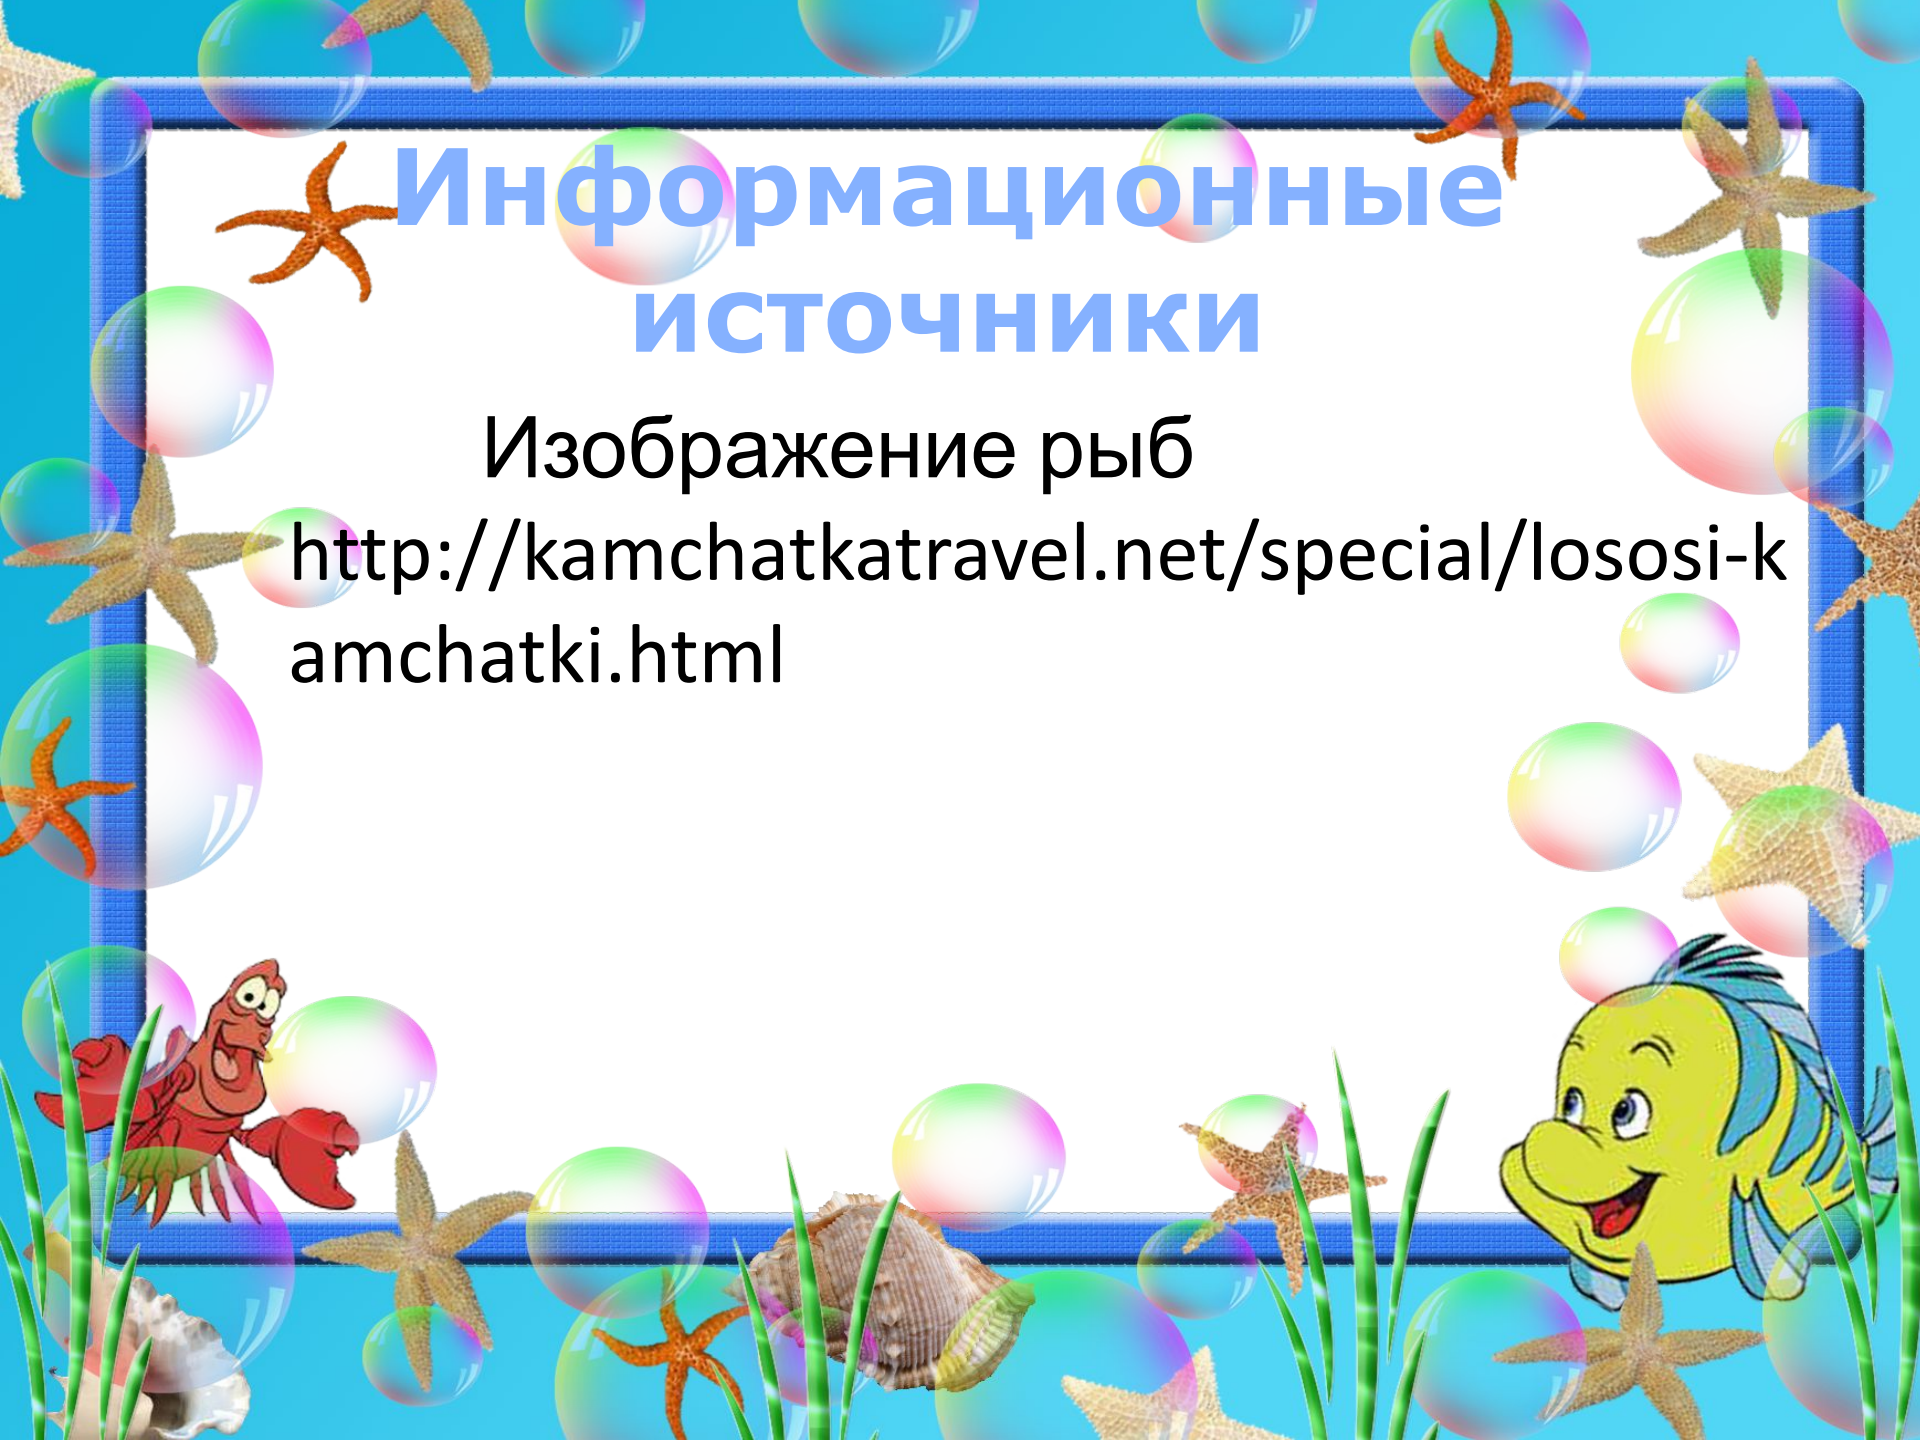 Информационные
источники
Изображение рыб
http://kamchatkatravel.net/special/lososi-k
amchatki.html